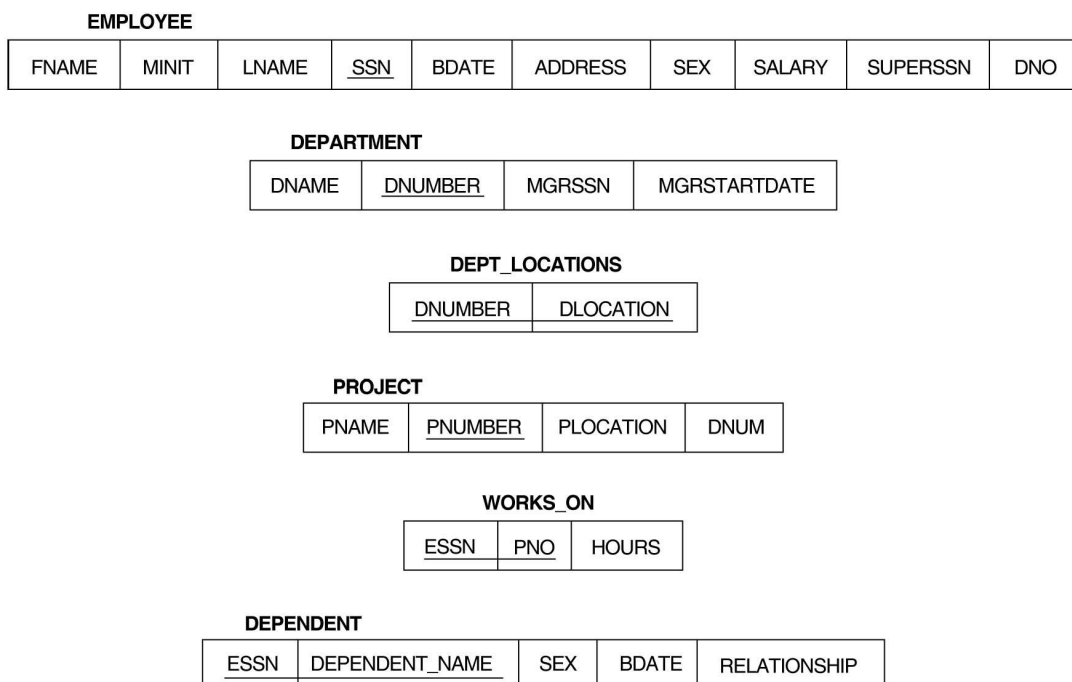 EMPLOYEE
FNAME MINIT LNAME SSN BDATE ADDRESS SEX SALARY SUPERSSN DNO
DEPARTMENT
DNAME DNUMBER MGRSSN MGRSTARTDATE
DEPT_LOCATIONS
DNUMBER DLOCATION
PROJECT
PNAME PNUMBER PLOCATION DNUM
WORKS_ON
ESSN PNO HOURS
DEPENDENT
ESSN DEPENDENT_NAME SEX BDATE RELATIONSHIP